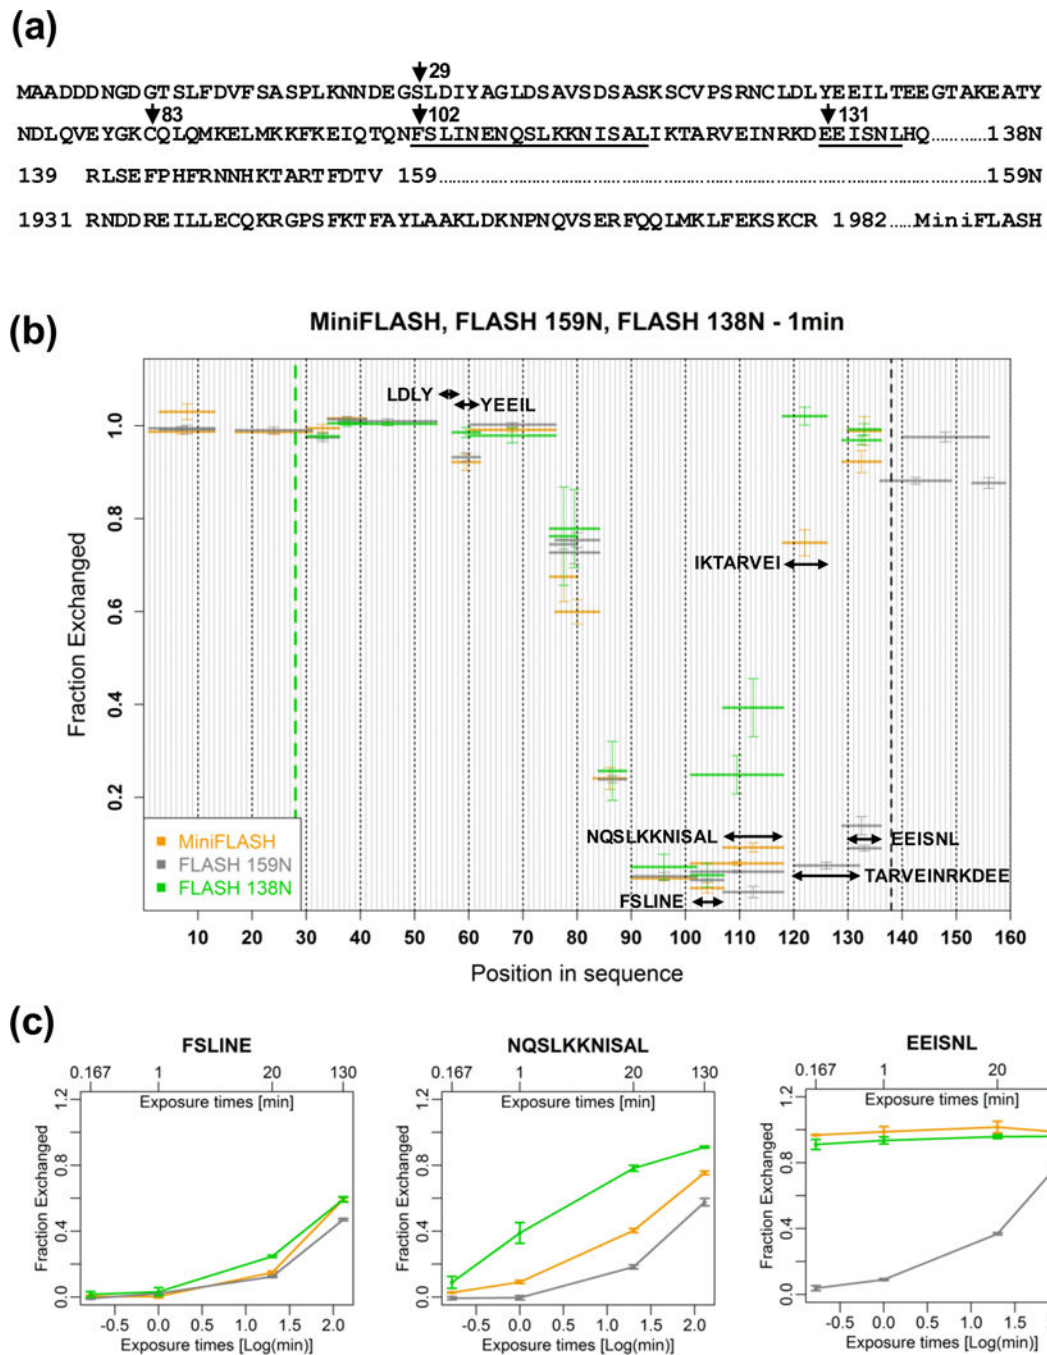 (a)
29
MAADDDNGDGTSLFDVFSASPLKNNDEGSLDIYAGLDSAVSDSASKSCVPSRNCLDLYEEILTEEGTAKEATY
83 102 131
NDLQVEYGKCQLQMKELMKKFKEIQTQNFSLINENQSLKKNISALIKTARVEINRKDEEISNLHQ..........138N
139 RLSEFPHFRNNHKTARTFDTV 159..........159N
1931 RNDDREILLECQKRGPSFKTFAYLAAKLDKNPNQVSERFQQLMKLFEKSKCR 1982 ......MiniFLASH
(b)
MiniFLASH, FLASH 159N, FLASH 138N - 1min
LDLY
YEEIL
1.0
0.8
IKTARVEI
0.6
Fraction Exchanged
0.4
0.2
NQSLKKNISAL
EEISNL
MiniFLASH
FLASH 159N
FLASH 138N
TARVEINRKDEE
FSLINE
10 20 30 40 50 60 70 80 90 100 110 120 130 140 150 160
Position in sequence
(c)
FSLINE
0.167 1 20 130
Exposure times [min]
Fraction Exchanged
1.2
0.8
0.4
0.0
-0.5 0.0 0.5 1.0 1.5 2.0
Exposure times [Log(min)]
NQSLKKNISAL
0.167 1 20 130
Exposure times [min]
Fraction Exchanged
1.2
0.8
0.4
0.0
-0.5 0.0 0.5 1.0 1.5 2.0
Exposure times [Log(min)]
EEISNL
0.167 1 20
Exposure times [min]
Fraction Exchanged
1.2
0.8
0.4
0.0
-0.5 0.0 0.5 1.0 1.5
Exposure times [Log(min)]